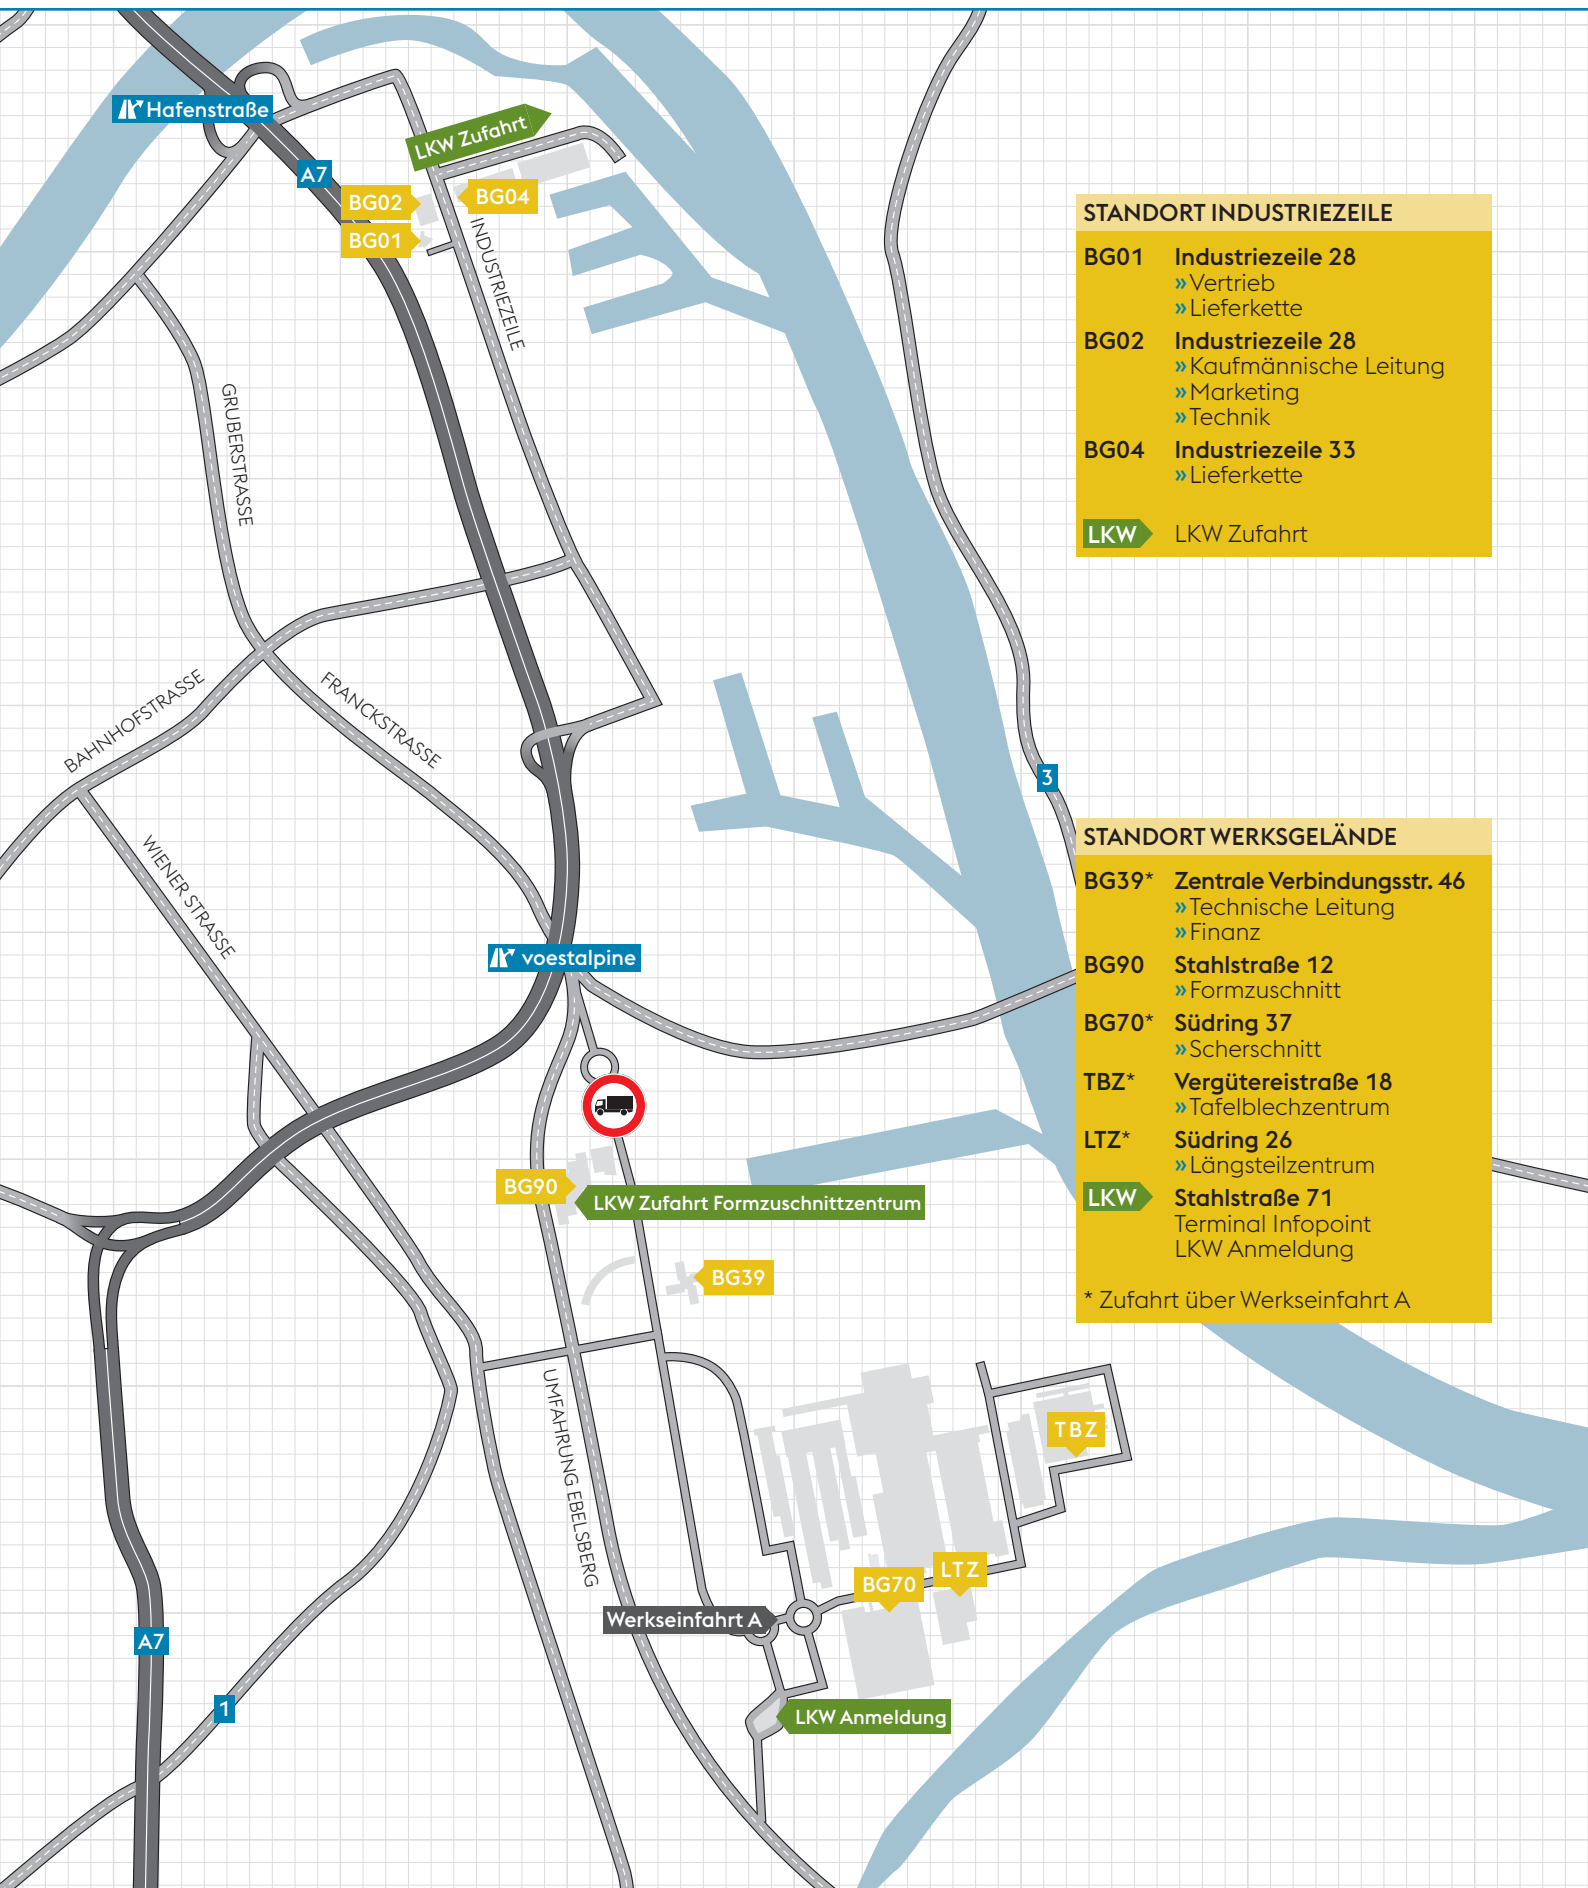 Hafenstraße
LKW Zufahrt
A7
BG02
BG04
BG01
INDUSTRIEZEILE
GRUBERSTRASSE
BAHNHOFSTRASSE
FRANCKSTRASSE
WIENER STRASSE
3
voestalpine
BG90
LKW Zufahrt Formzuschnittzentrum
BG39
UMFAHRUNG EBELSBERG
TBZ
LTZ
BG70
Werkseinfahrt A
A7
1
LKW Anmeldung
STANDORT INDUSTRIEZEILE
BG01 Industriezeile 28
» Vertrieb
» Lieferkette
BG02 Industriezeile 28
» Kaufmännische Leitung
» Marketing
» Technik
BG04 Industriezeile 33
» Lieferkette
LKW LKW Zufahrt
STANDORT WERKSGELÄNDE
BG39* Zentrale Verbindungsstr. 46
» Technische Leitung
» Finanz
BG90 Stahlstraße 12
» Formzuschnitt
BG70* Südring 37
» Scherschnitt
TBZ* Vergütereistraße 18
» Tafelblechzentrum
LTZ* Südring 26
» Längsteilzentrum
LKW Stahlstraße 71
Terminal Infopoint
LKW Anmeldung
* Zufahrt über Werkseinfahrt A